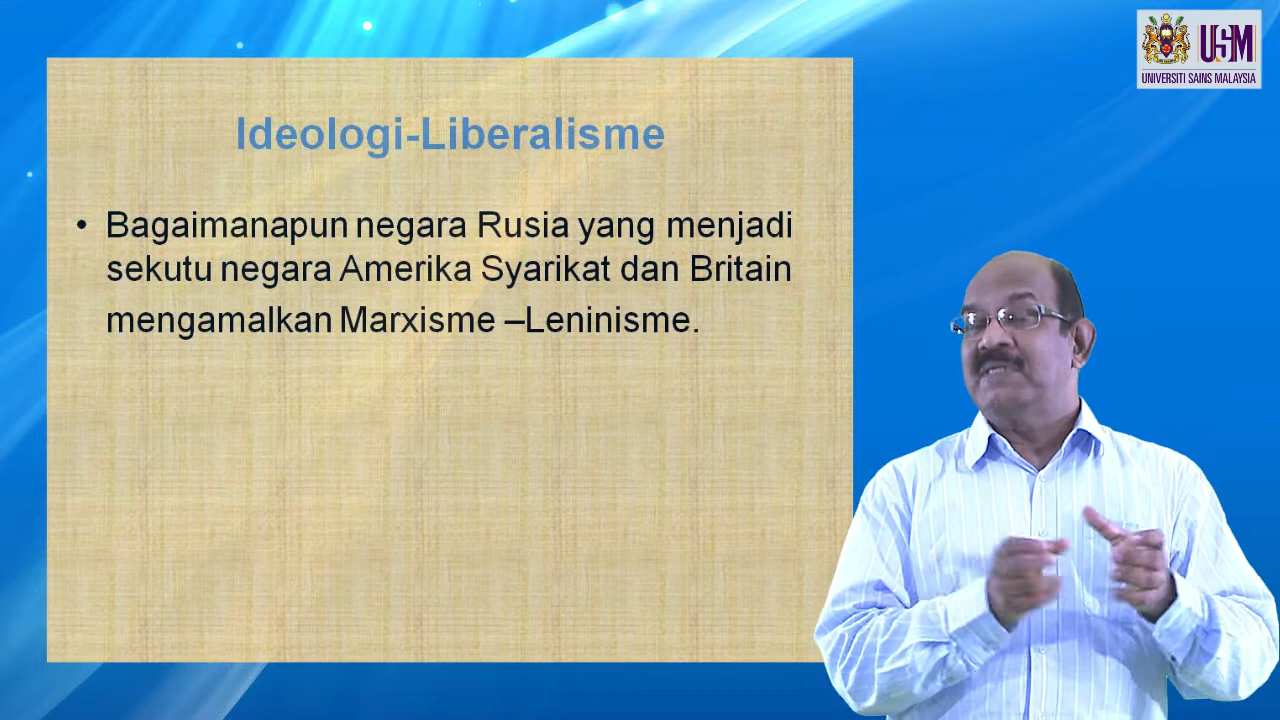 USM
UNIVERSITI SAINS MALAYSIA
Ideologi-Liberalisme
• Bagaimanapun negara Rusia yang menjadi
sekutu negara Amerika Syarikat dan Britain
mengamalkan Marxisme –Leninisme.